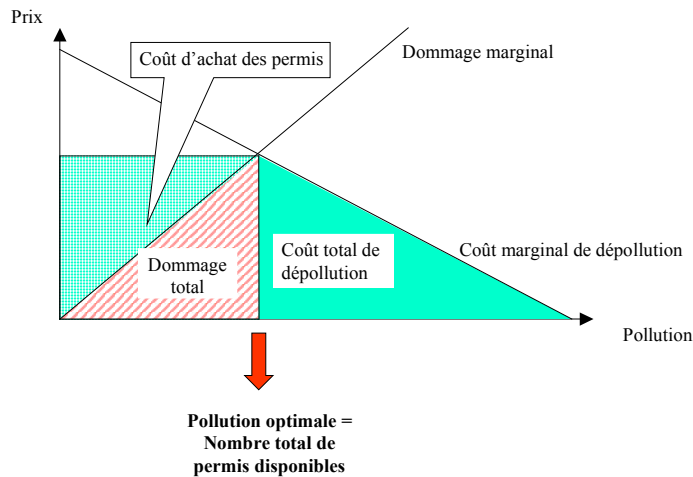 Prix
Coût d'achat des permis
Dommage marginal
Coût total de
dépollution
Coût marginal de dépollution
Dommage
total
Pollution
Pollution optimale =
Nombre total de
permis disponibles